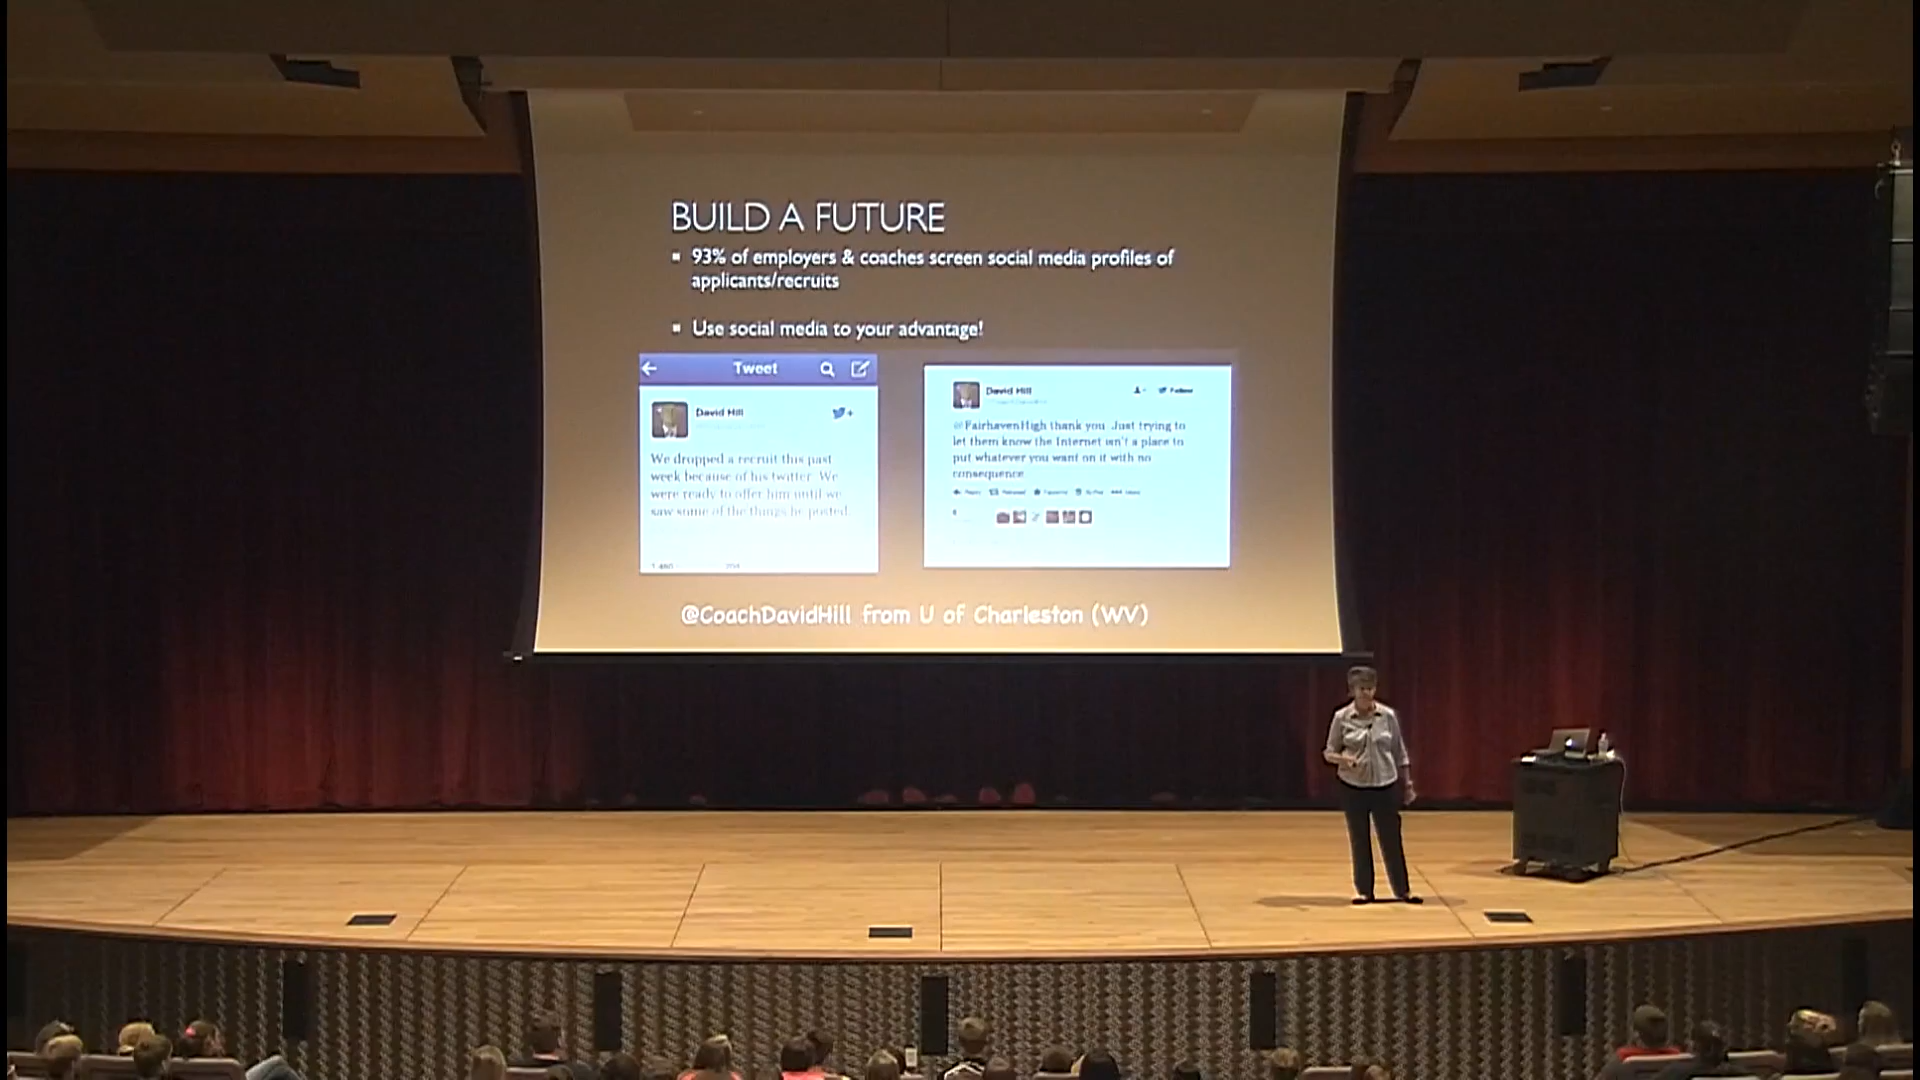 BUILD A FUTURE
93% of employers & coaches screen social media profiles of
applicants/recruits
Use social media to your advantage!
Tweet
David Hill
We dropped a recruit this past
week because of his twitter. We
were ready to offer him until we
saw some of the things he posted.
David Hill
@FairhavenHigh thank you. Just trying to
let them know the Internet isn't a place to
put whatever you want on it with no
consequence
@CoachDavidHill from U of Charleston (WV)